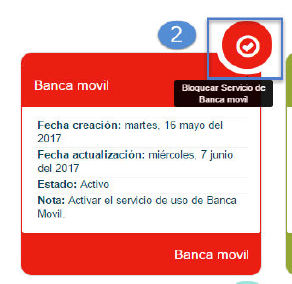 2
Banca movil
Bloquear Servicio de
Banca movil
Fecha creación: martes, 16 mayo del
2017
Fecha actualización: miércoles, 7 junio
del 2017
Estado: Activo
Nota: Activar el servicio de uso de Banca
Movil.
Banca movil